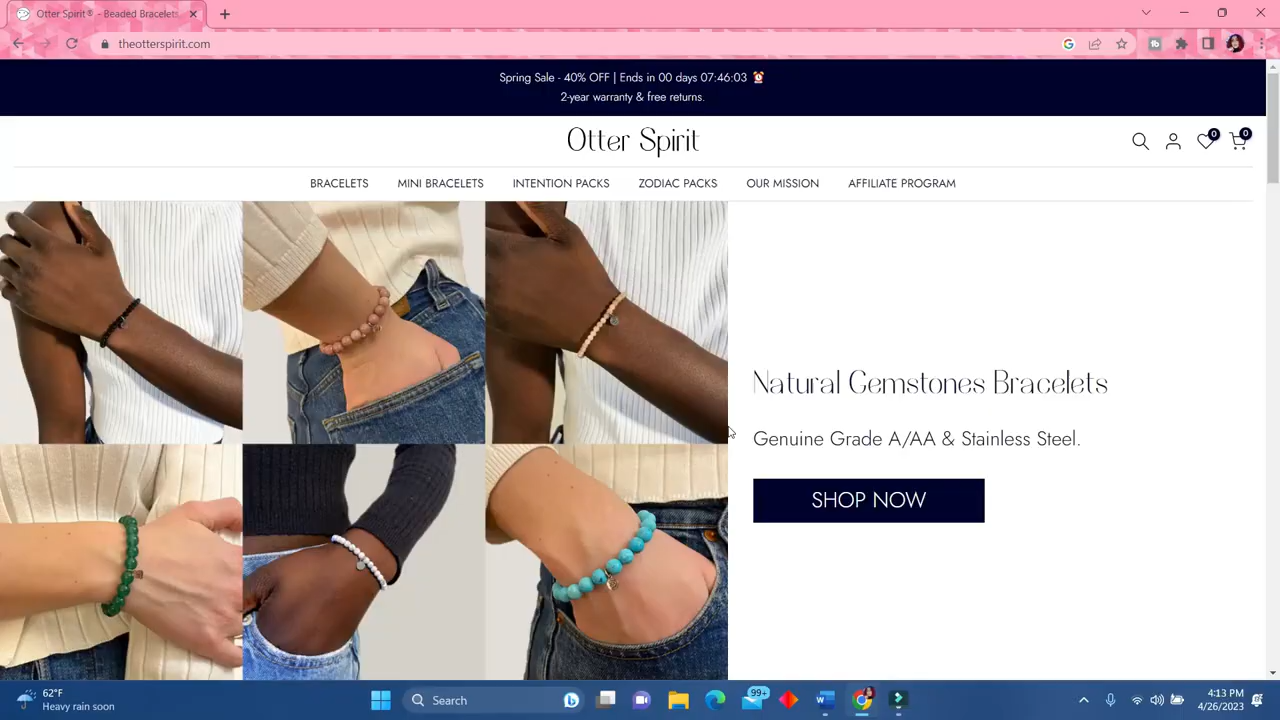 Otter Spirit® - Beaded Bracelets
theotterspirit.com
Spring Sale - 40% OFF | Ends in 00 days 07:46:03 ⏰
2-year warranty & free returns.
Otter Spirit
0
0
BRACELETS
MINI BRACELETS
INTENTION PACKS
ZODIAC PACKS
OUR MISSION
AFFILIATE PROGRAM
Natural Gemstones Bracelets
Genuine Grade A/AA & Stainless Steel.
SHOP NOW
62°F
Heavy rain soon
Search
99+
4:13 PM
4/26/2023